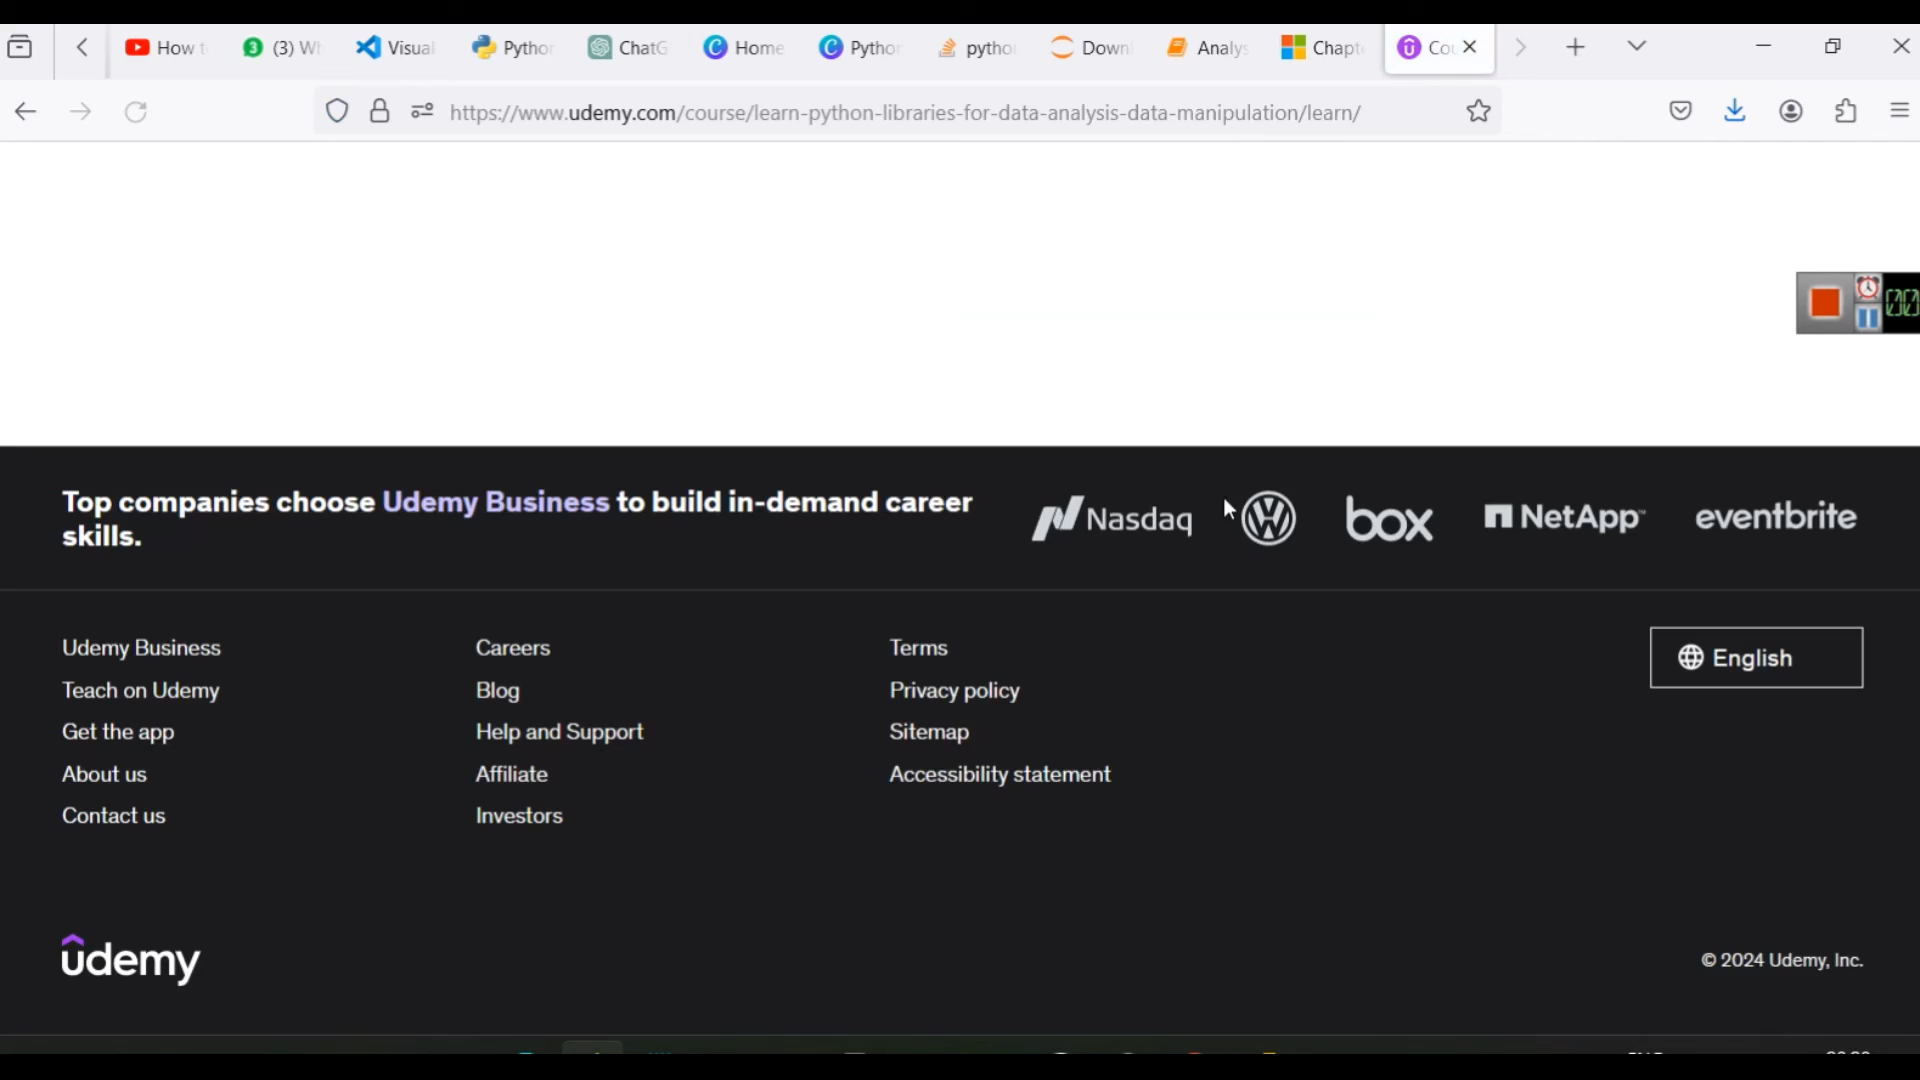 How t
3 (3) Wh
Visual
Python
ChatG
Home
Python
pytho
Down
Analys
Chapte
Cou
https://www.udemy.com/course/learn-python-libraries-for-data-analysis-data-manipulation/learn/
Top companies choose Udemy Business to build in-demand career
skills.
Nasdaq
box
NetApp
eventbrite
Udemy Business
Teach on Udemy
Get the app
About us
Contact us
Careers
Blog
Help and Support
Affiliate
Investors
Terms
Privacy policy
Sitemap
Accessibility statement
English
udemy
© 2024 Udemy, Inc.